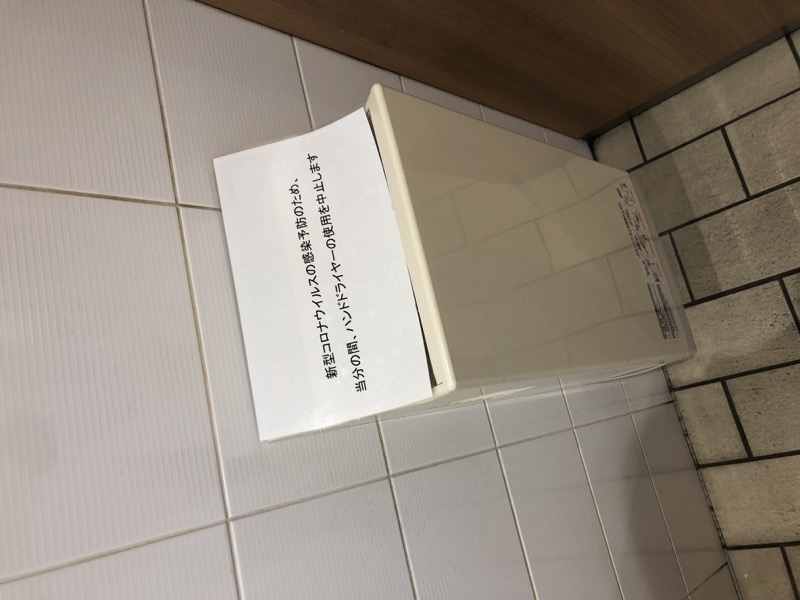 新型コロナウイルスの感染予防のため、
当分の間、ハンドドライヤーの使用を中止します